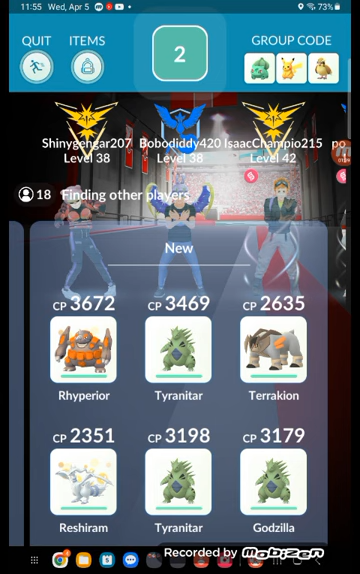 11:55 Wed, Apr 5
73%
QUIT
ITEMS
2
GROUP CODE
Shinygengar207
Level 38
Bobodiddy420
Level 38
IsaacChampio215
Level 42
po
18 Finding other players
New
CP 3672
CP 3469
CP 2635
Rhyperior
Tyranitar
Terrakion
CP 2351
CP 3198
CP 3179
Reshiram
Tyranitar
Godzilla
Recorded by Mobizen